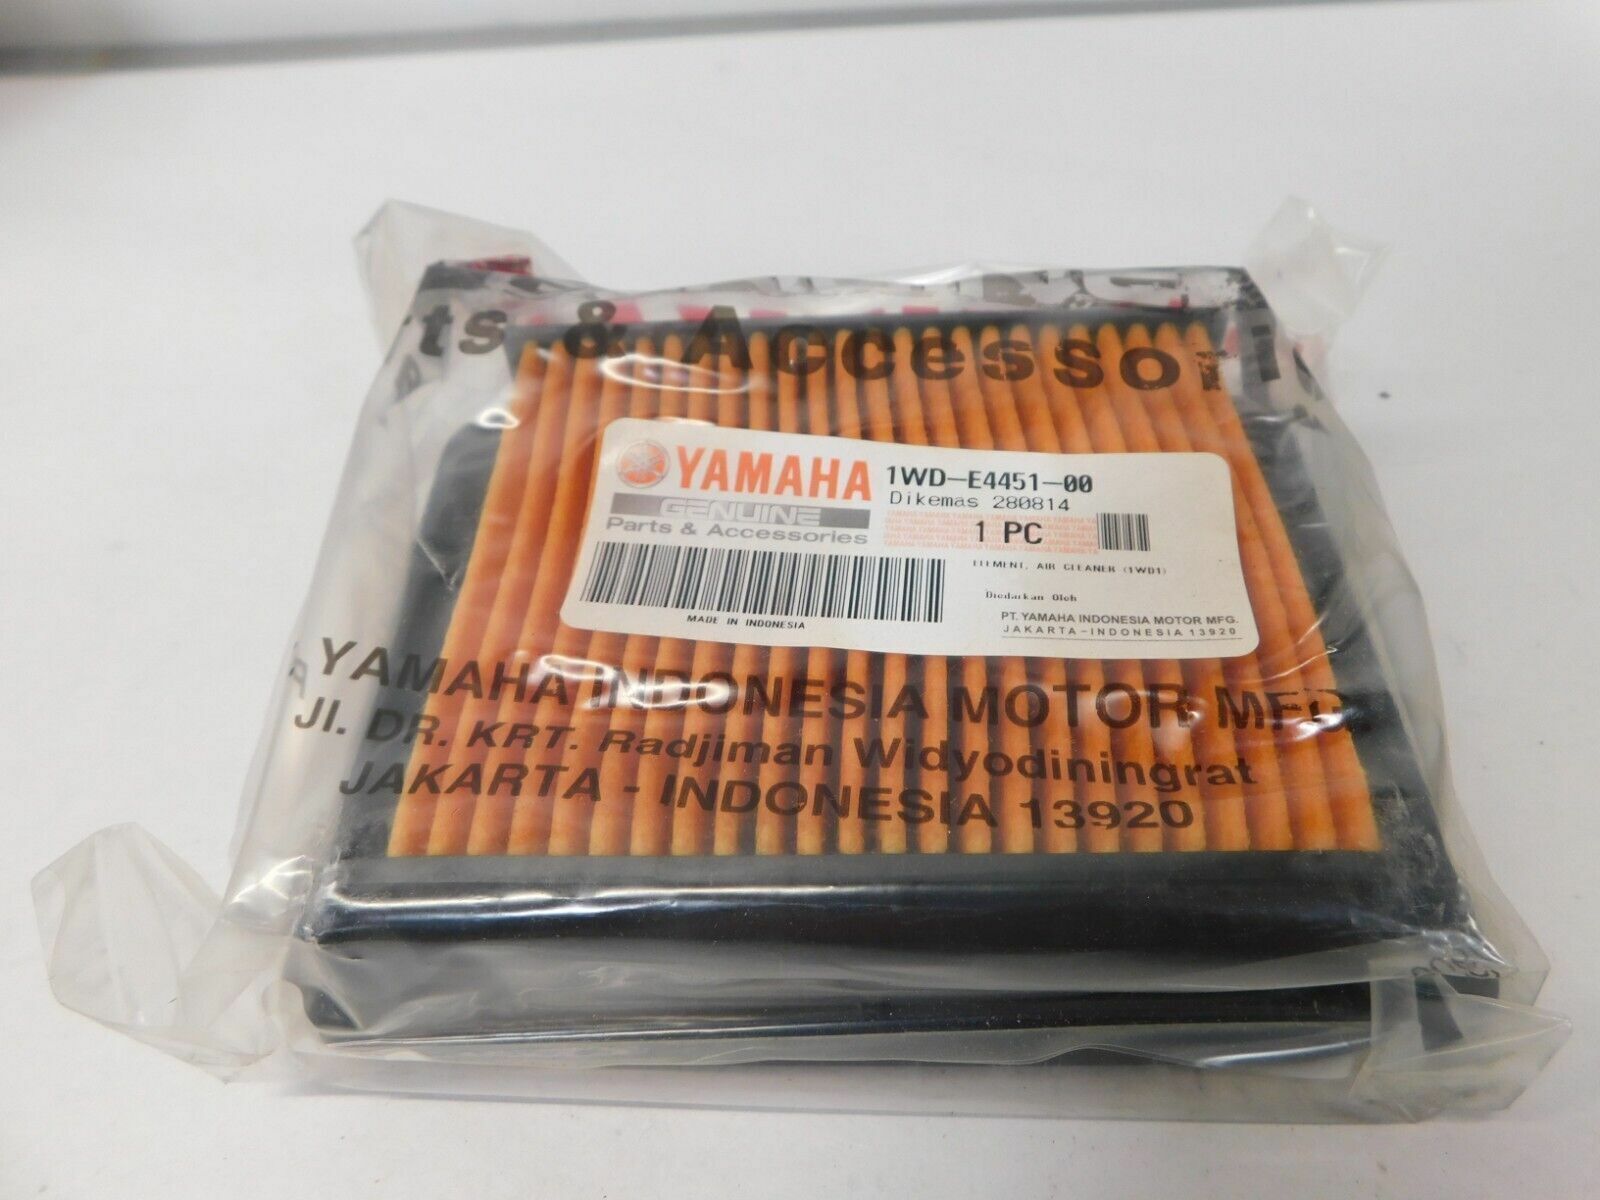 & Accessori
YAMAHA
GENUINE
Parts & Accessories
1WD-E4451-00
Dikemas 280814
1 PC
ELEMENT, AIR CLEANER (1WD1)
Diedarkan Oleh
PT. YAMAHA INDONESIA MOTOR MFG.
JAKARTA-INDONESIA 13920
MADE IN INDONESIA
YAMAHA INDONESIA MOTOR MFG
Jl. DR. KRT. Radjiman Widyodiningrat
JAKARTA - INDONESIA 13920